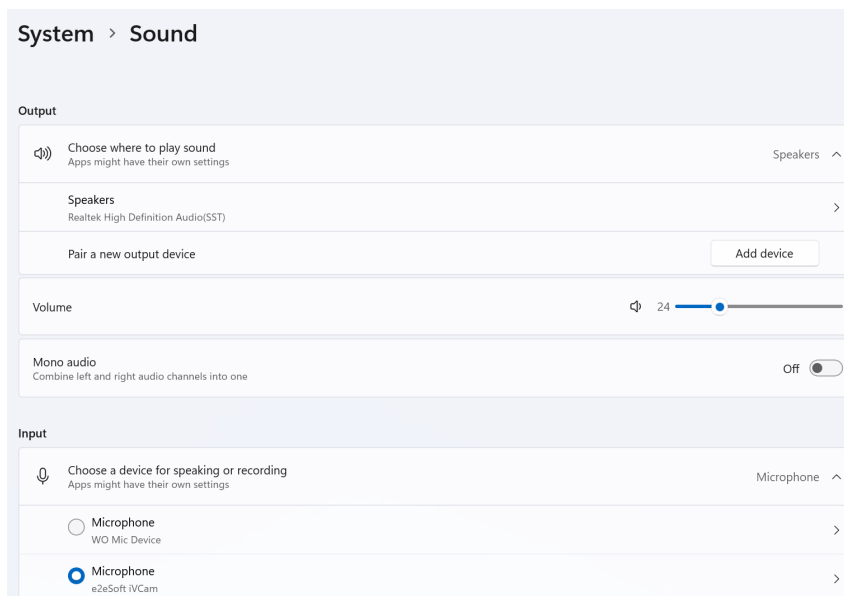 System > Sound
Output
Choose where to play sound
Apps might have their own settings
Speakers
Speakers
Realtek High Definition Audio(SST)
Pair a new output device
Add device
Volume
24
Mono audio
Combine left and right audio channels into one
Off
Input
Choose a device for speaking or recording
Apps might have their own settings
Microphone
Microphone
WO Mic Device
Microphone
e2eSoft iVCam